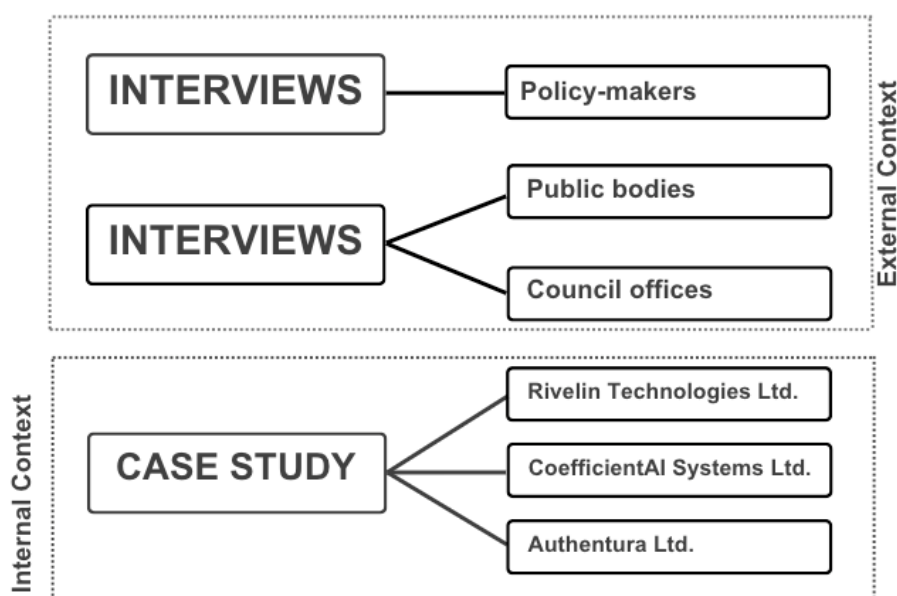 INTERVIEWS
Policy-makers
Public bodies
INTERVIEWS
Council offices
External Context
Rivelin Technologies Ltd.
CASE STUDY
CoefficientAI Systems Ltd.
Authentura Ltd.
Internal Context